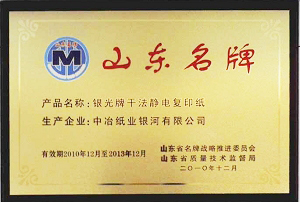 山东名牌
产品名称：银光牌干法静电复印纸
生产企业：中冶纸业银河有限公司
有效期2010年12月至2013年12月
山东省名牌战略推进委员会
山东省质量技术监督局
二〇一〇年十二月